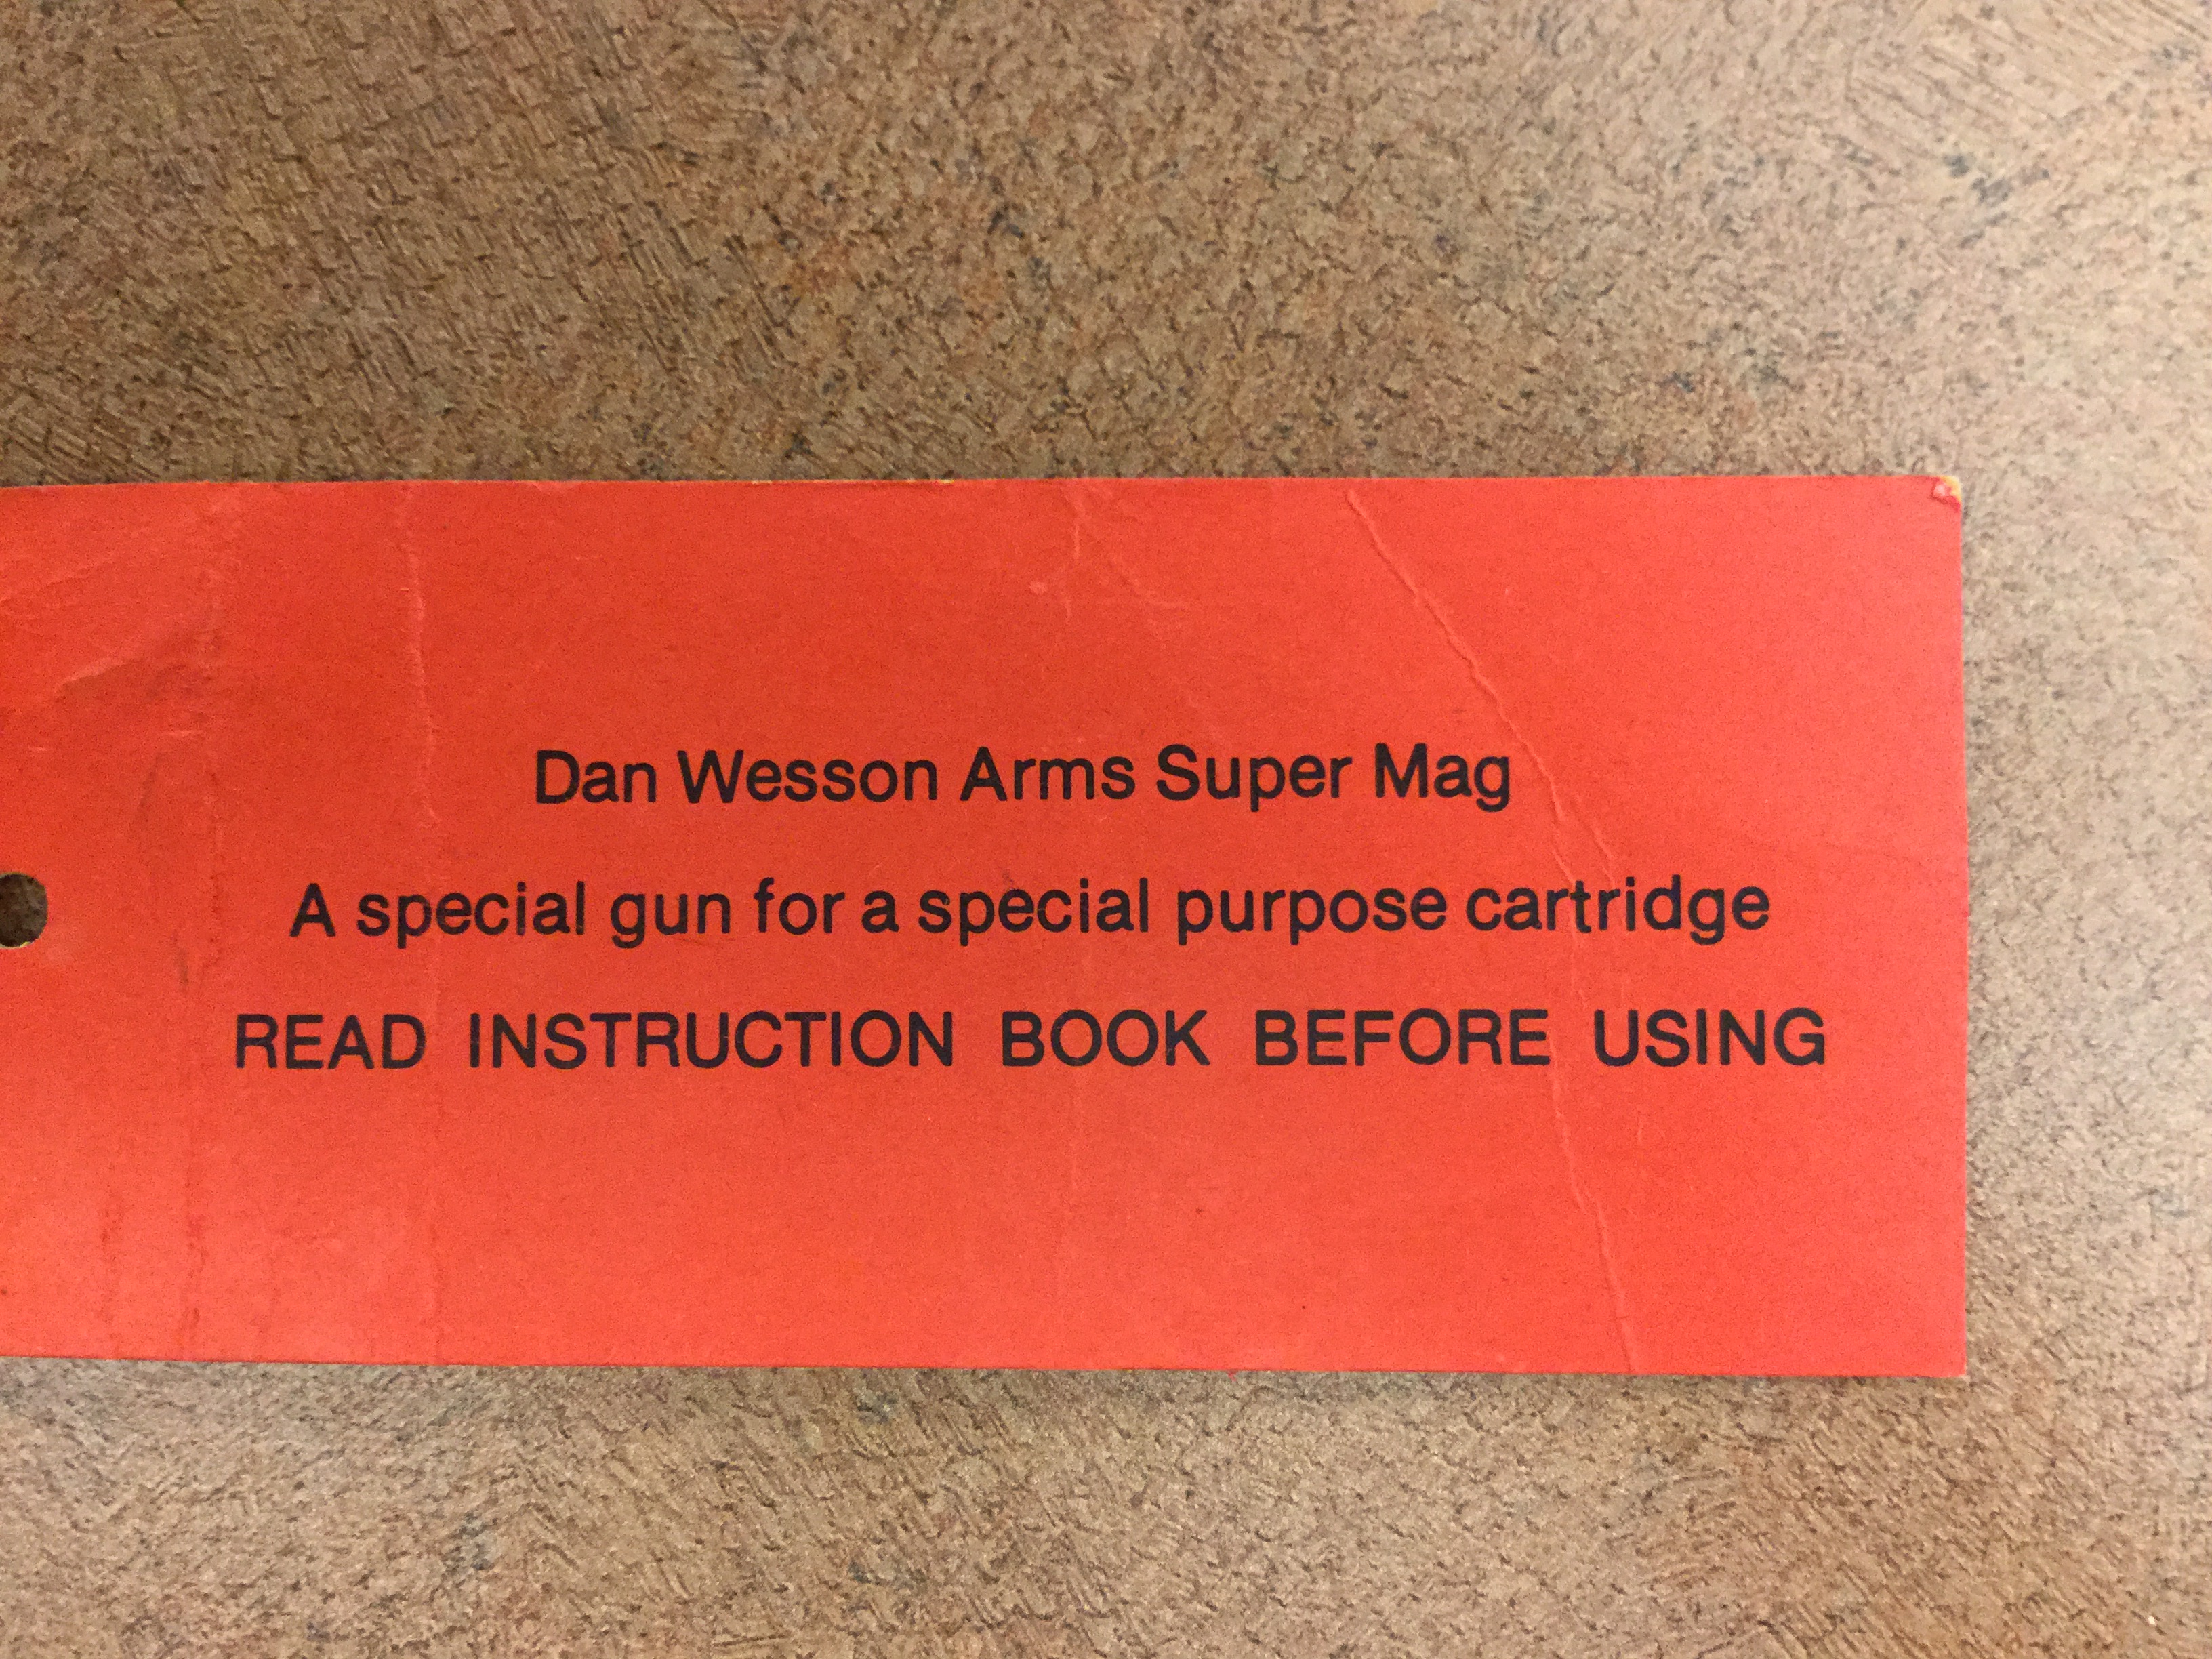 Dan Wesson Arms Super Mag
A special gun for a special purpose cartridge
READ INSTRUCTION BOOK BEFORE USING